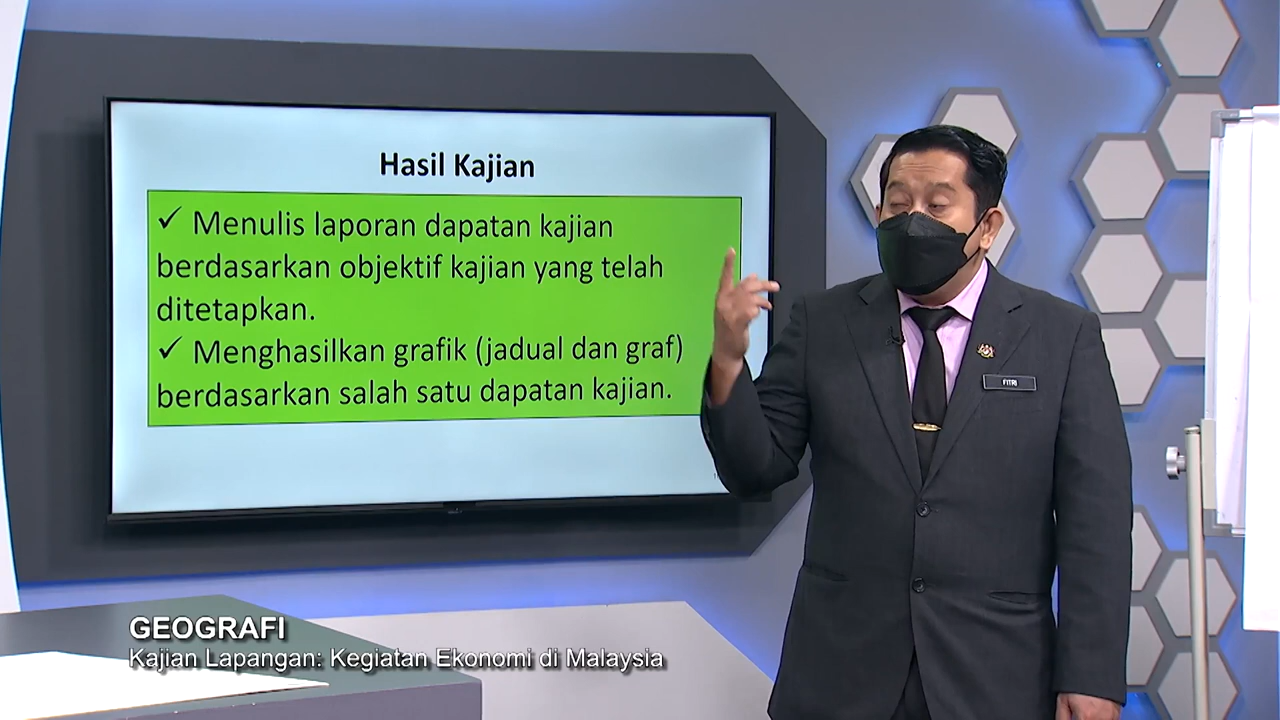 Hasil Kajian
✓ Menulis laporan dapatan kajian
berdasarkan objektif kajian yang telah
ditetapkan.
✓ Menghasilkan grafik (jadual dan graf)
berdasarkan salah satu dapatan kajian.
FITRI
GEOGRAFI
Kajian Lapangan: Kegiatan Ekonomi di Malaysia